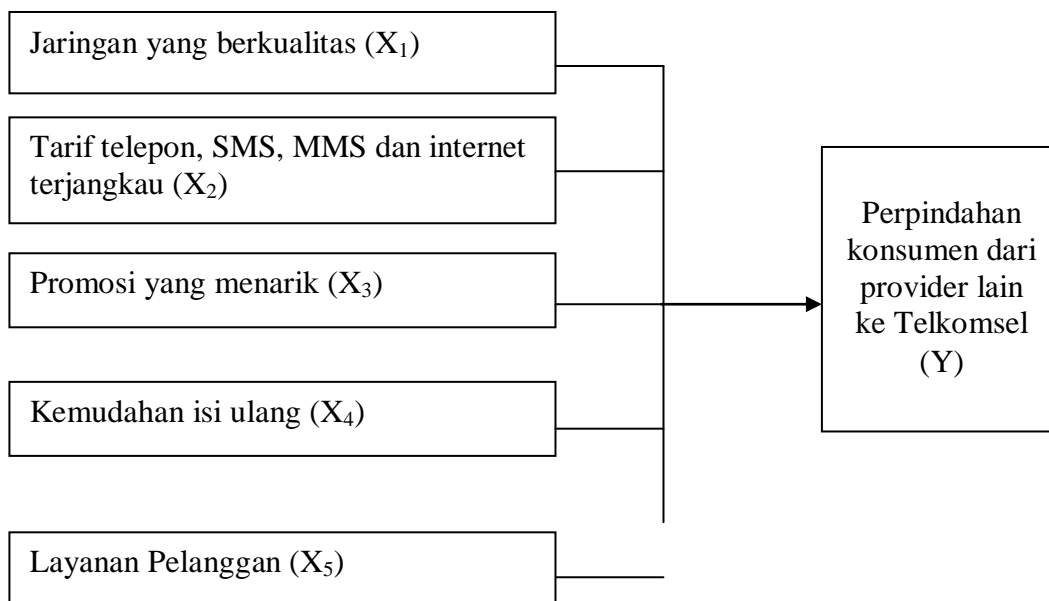 Jaringan yang berkualitas (X₁)
Tarif telepon, SMS, MMS dan internet
terjangkau (X₂)
Promosi yang menarik (X₃)
Kemudahan isi ulang (X₄)
Layanan Pelanggan (X₅)
Perpindahan
konsumen dari
provider lain
ke Telkomsel
(Y)